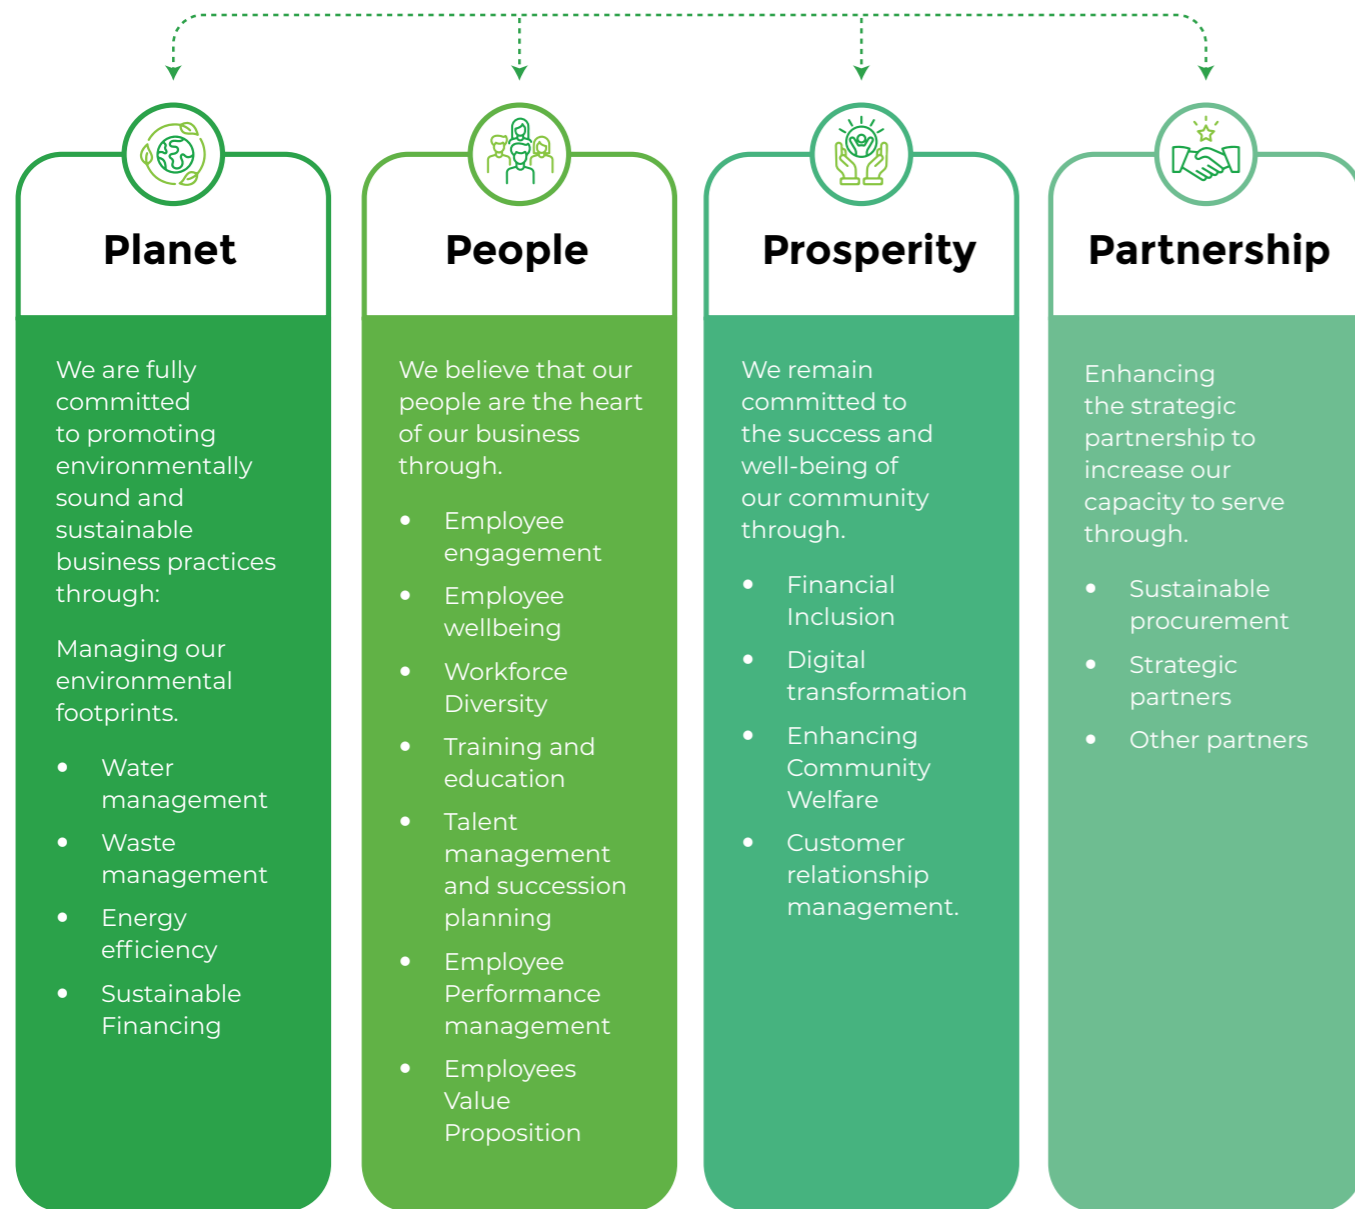 Planet
We are fully
committed
to promoting
environmentally
sound and
sustainable
business practices
through:
Managing our
environmental
footprints.
• Water
management
• Waste
management
• Energy
efficiency
• Sustainable
Financing
People
We believe that our
people are the heart
of our business
through.
• Employee
engagement
• Employee
wellbeing
• Workforce
Diversity
• Training and
education
• Talent
management
and succession
planning
• Employee
Performance
management
• Employees
Value
Proposition
Prosperity
We remain
committed to
the success and
well-being of
our community
through.
• Financial
Inclusion
• Digital
transformation
• Enhancing
Community
Welfare
• Customer
relationship
management.
Partnership
Enhancing
the strategic
partnership to
increase our
capacity to serve
through.
• Sustainable
procurement
• Strategic
partners
• Other partners